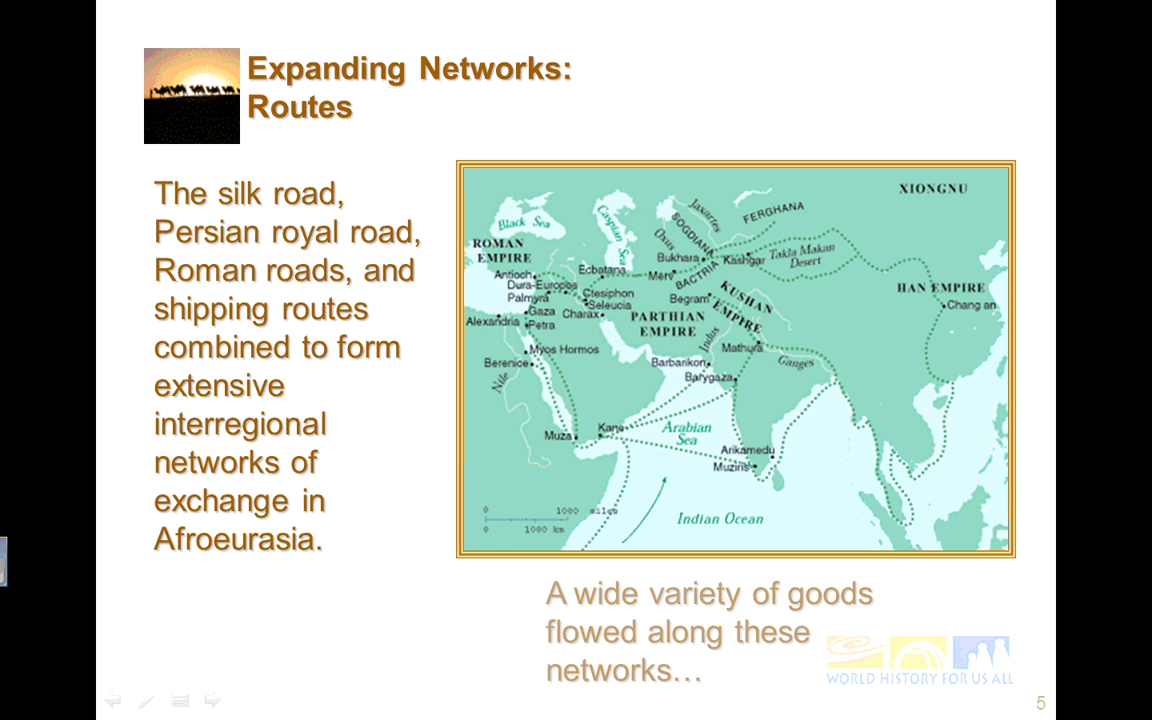 Expanding Networks:
Routes
The silk road,
Persian royal road,
Roman roads, and
shipping routes
combined to form
extensive
interregional
networks of
exchange in
Afroeurasia.
XIONGNU
Black Sea
Caspian Sea
Jaxartes
FERGHANA
SOGDIANA
Oxus
ROMAN
EMPIRE
Bukhara
Kashgar
Takla Makan
Desert
Antioch
Ecbatana
Merv
BACTRIA
Dura-Europos
Palmyra
Ctesiphon
Seleucia
Begram
KUSHAN
EMPIRE
HAN EMPIRE
Chang an
Gaza
Charax
Alexandria
Petra
PARTHIAN
EMPIRE
Indus
Mathura
Ganges
Myos Hormos
Berenice
Barbarikon
Barygaza
Nile
Muza
Kane
Arabian
Sea
Arikamedu
Muziris
0 1000 miles
0 1000 km
Indian Ocean
A wide variety of goods
flowed along these
networks…
WORLD HISTORY FOR US ALL
5